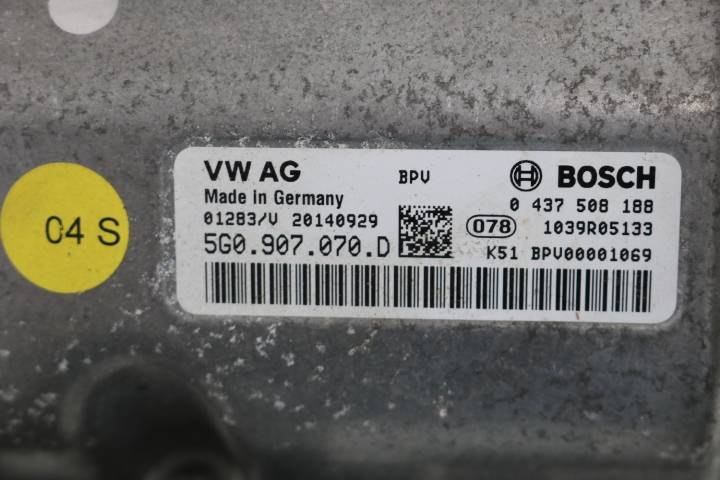 VW AG BPV BOSCH
Made in Germany 0 437 508 188
01283/V 20140929 078 1039R05133
5G0.907.070.D K51 BPV00001069
04 S